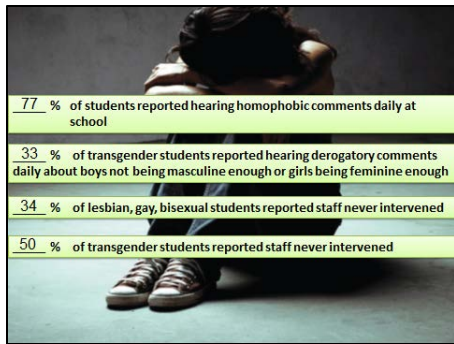 77 % of students reported hearing homophobic comments daily at
school
33 % of transgender students reported hearing derogatory comments
daily about boys not being masculine enough or girls being feminine enough
34 % of lesbian, gay, bisexual students reported staff never intervened
50 % of transgender students reported staff never intervened